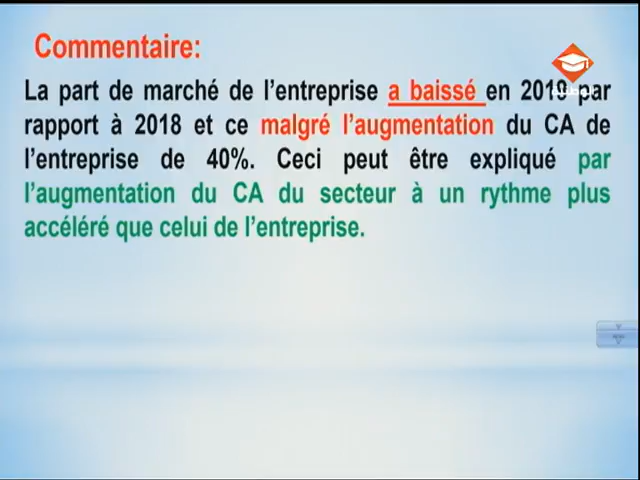 Commentaire:
La part de marché de l'entreprise a baissé en 2019 par
rapport à 2018 et ce malgré l'augmentation du CA de
l'entreprise de 40%. Ceci peut être expliqué par
l'augmentation du CA du secteur à un rythme plus
accéléré que celui de l'entreprise.